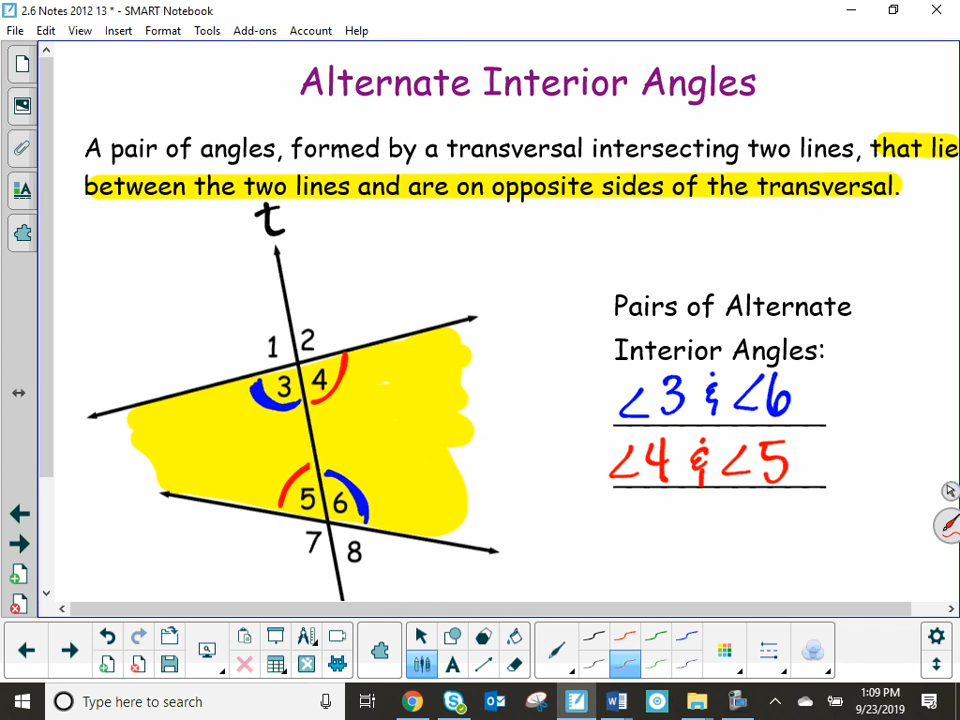 2.6 Notes 2012 13 * - SMART Notebook
File Edit View Insert Format Tools Add-ons Account Help
Alternate Interior Angles
A pair of angles, formed by a transversal intersecting two lines, that lie
between the two lines and are on opposite sides of the transversal.
t
1 2
3 4
5 6
7 8
Pairs of Alternate
Interior Angles:
∠3 & ∠6
∠4 & ∠5
Type here to search
1:09 PM
9/23/2019